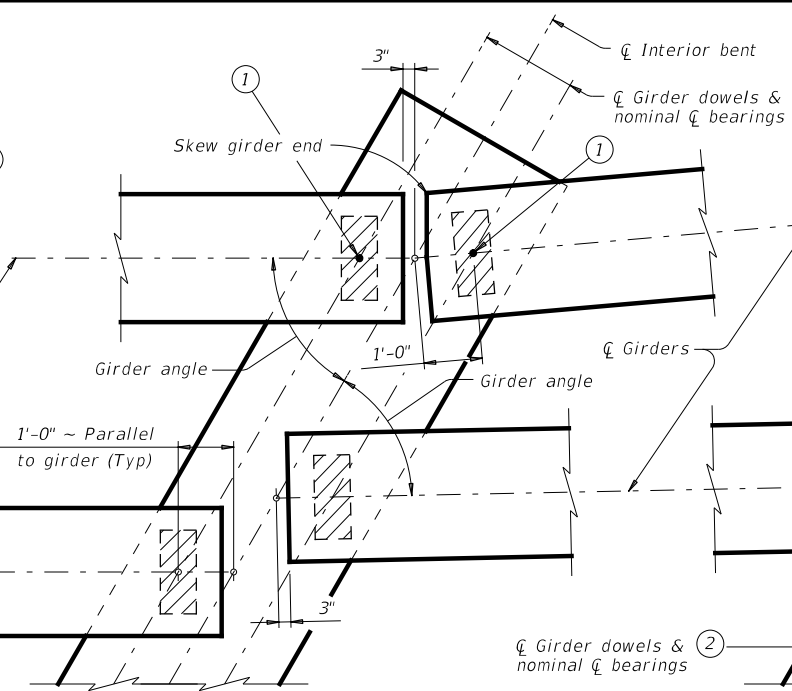 ℄ Interior bent
3"
1
℄ Girder dowels &
nominal ℄ bearings
Skew girder end
1
1'-0"
℄ Girders
Girder angle
Girder angle
1'-0" ~ Parallel
to girder (Typ)
3"
℄ Girder dowels & 2
nominal ℄ bearings